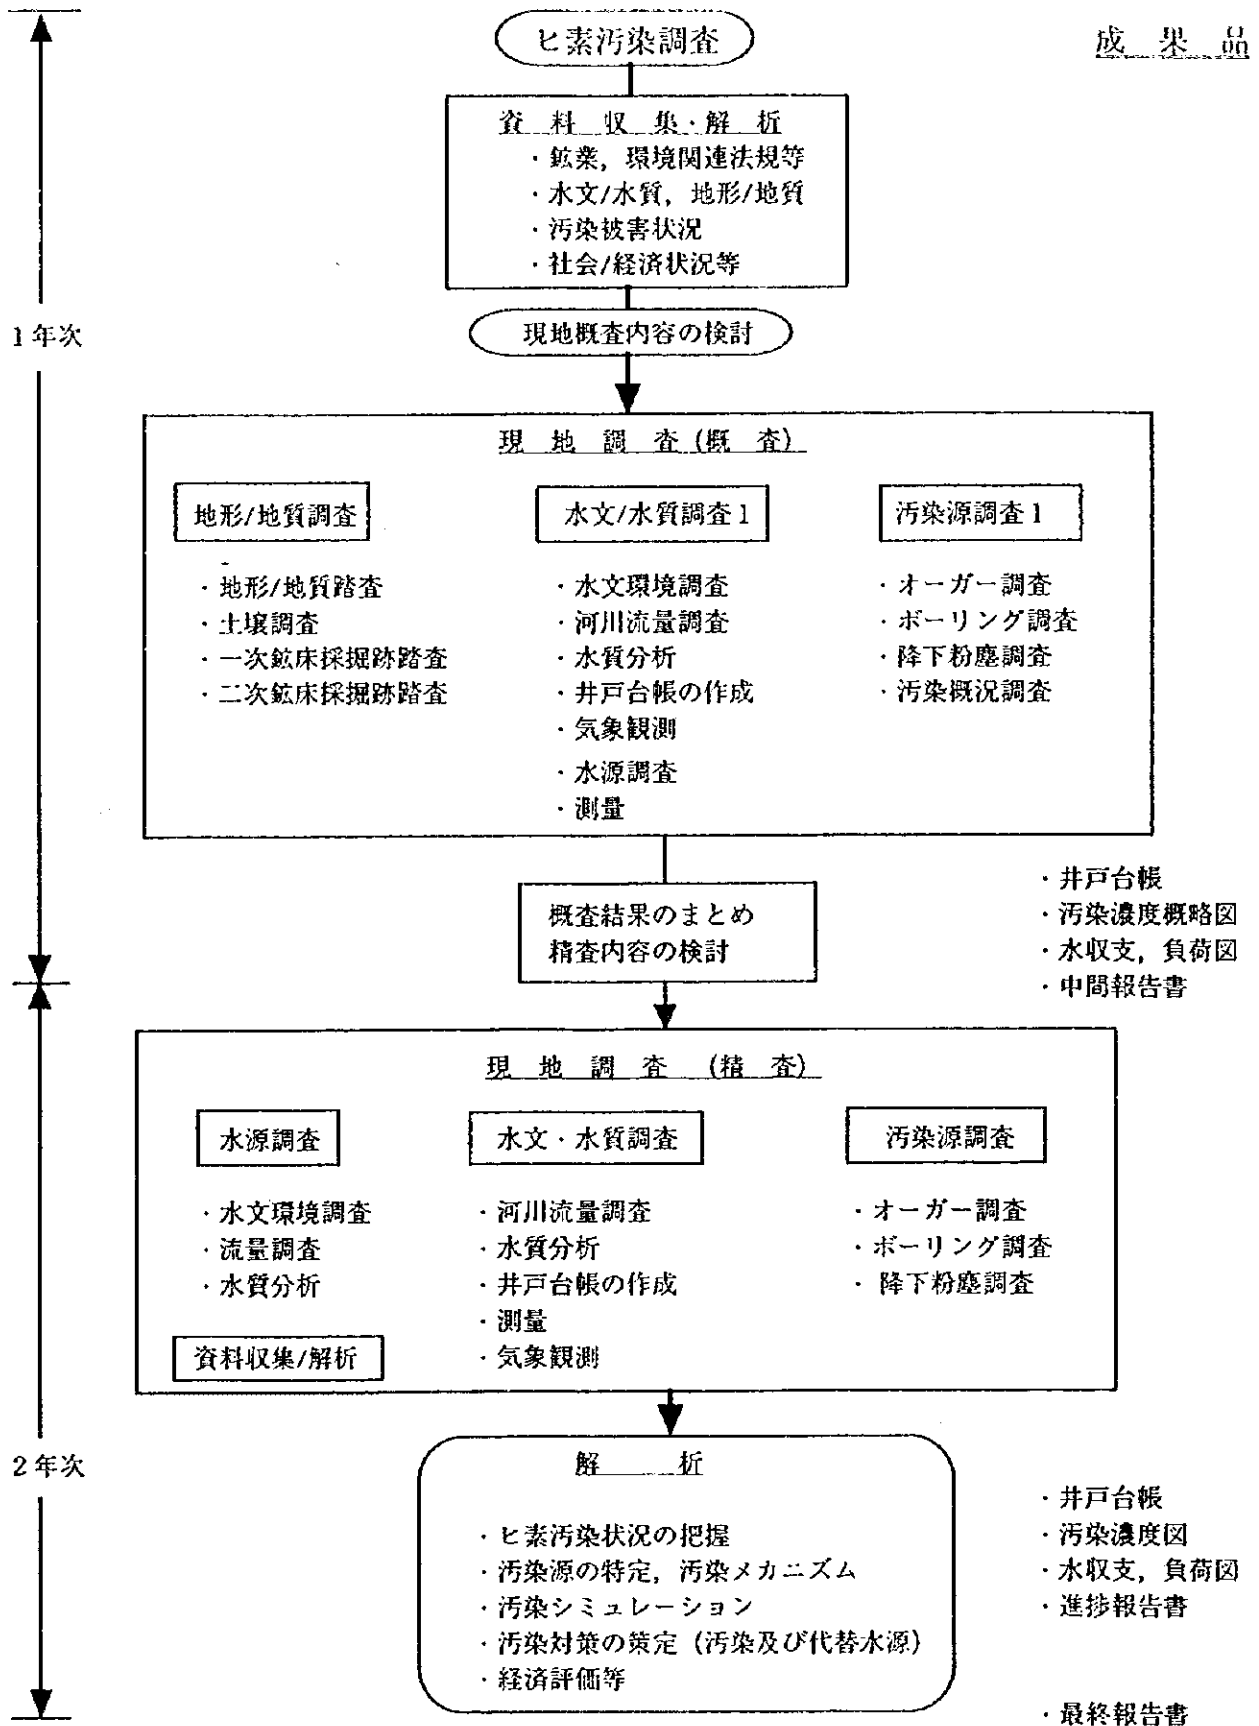 ヒ素汚染調査
成果品
資料収集・解析
・鉱業，環境関連法規等
・水文/水質，地形/地質
・汚染被害状況
・社会/経済状況等
1年次
現地概査内容の検討
現地調査（概査）
地形/地質調査
・地形/地質踏査
・土壌調査
・一次鉱床採掘跡踏査
・二次鉱床採掘跡踏査
水文/水質調査1
・水文環境調査
・河川流量調査
・水質分析
・井戸台帳の作成
・気象観測
・水源調査
・測量
汚染源調査1
・オーガー調査
・ボーリング調査
・降下粉塵調査
・汚染概況調査
概査結果のまとめ
精査内容の検討
・井戸台帳
・汚染濃度概略図
・水収支，負荷図
・中間報告書
現地調査（精査）
水源調査
・水文環境調査
・流量調査
・水質分析
資料収集/解析
水文・水質調査
・河川流量調査
・水質分析
・井戸台帳の作成
・測量
・気象観測
汚染源調査
・オーガー調査
・ボーリング調査
・降下粉塵調査
2年次
解析
・ヒ素汚染状況の把握
・汚染源の特定，汚染メカニズム
・汚染シミュレーション
・汚染対策の策定（汚染及び代替水源）
・経済評価等
・井戸台帳
・汚染濃度図
・水収支，負荷図
・進捗報告書
・最終報告書